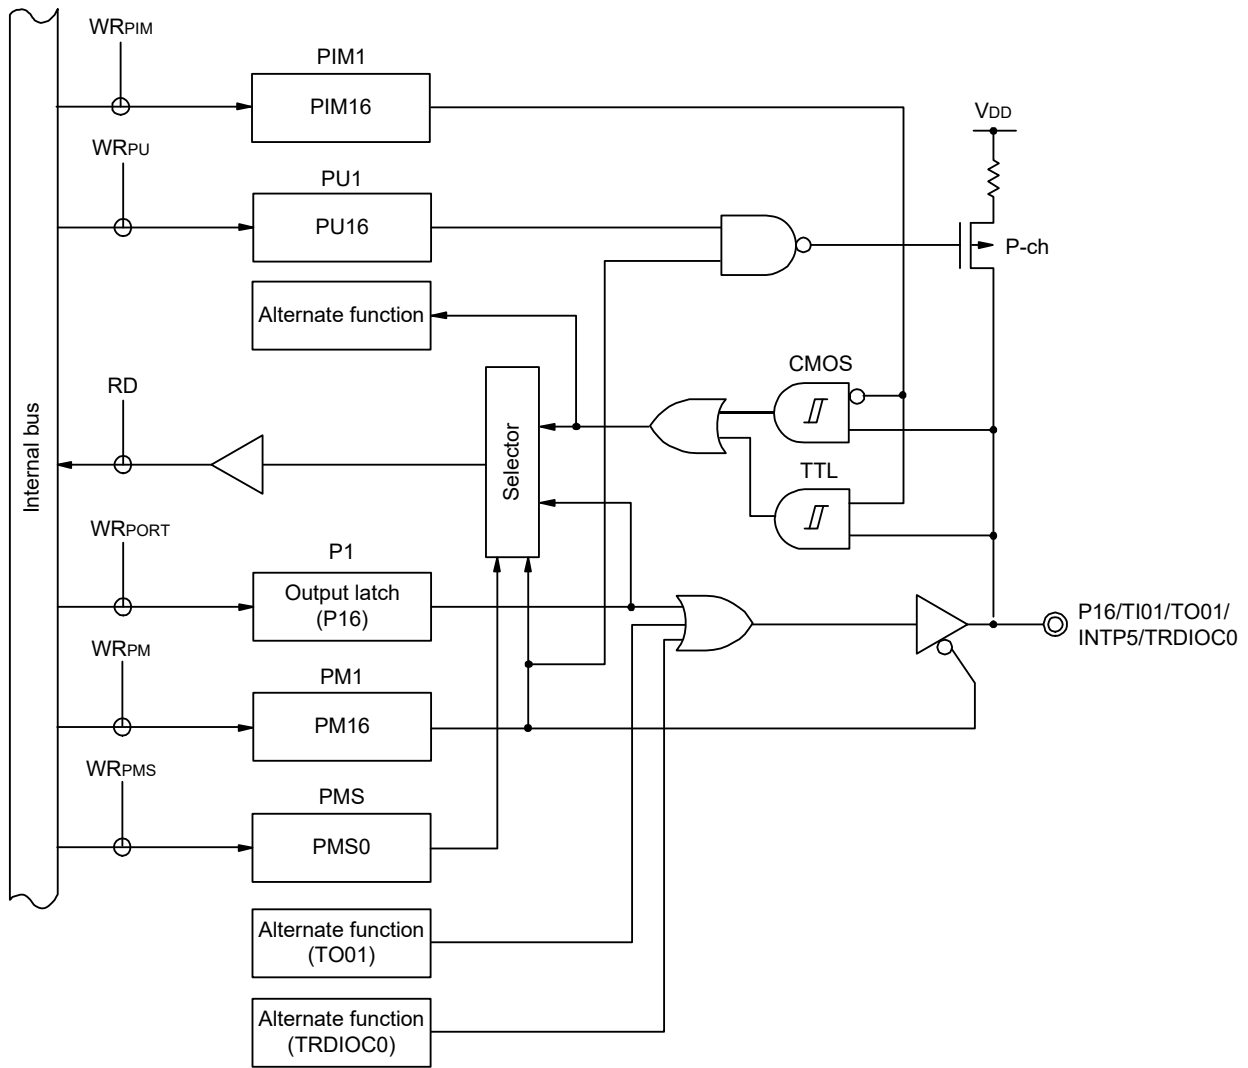 WRPIM
PIM1
PIM16
VDD
WRPU
PU1
PU16
P-ch
Alternate function
CMOS
RD
Internal bus
Selector
TTL
WRPORT
P1
Output latch
(P16)
P16/TI01/TO01/
INTP5/TRDIOC0
WRPM
PM1
PM16
WRPMS
PMS
PMS0
Alternate function
(TO01)
Alternate function
(TRDIOC0)